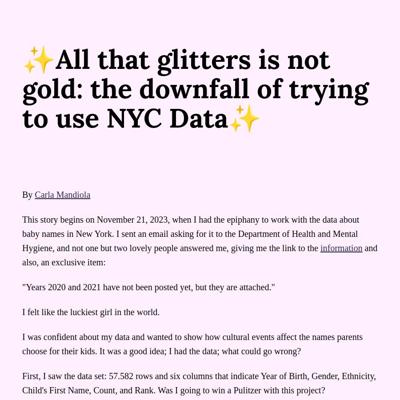 ✨All that glitters is not
gold: the downfall of trying
to use NYC Data✨
By Carla Mandiola
This story begins on November 21, 2023, when I had the epiphany to work with the data about
baby names in New York. I sent an email asking for it to the Department of Health and Mental
Hygiene, and not one but two lovely people answered me, giving me the link to the information and
also, an exclusive item:
"Years 2020 and 2021 have not been posted yet, but they are attached."
I felt like the luckiest girl in the world.
I was confident about my data and wanted to show how cultural events affect the names parents
choose for their kids. It was a good idea; I had the data; what could go wrong?
First, I saw the data set: 57.582 rows and six columns that indicate Year of Birth, Gender, Ethnicity,
Child's First Name, Count, and Rank. Was I going to win a Pulitzer with this project?